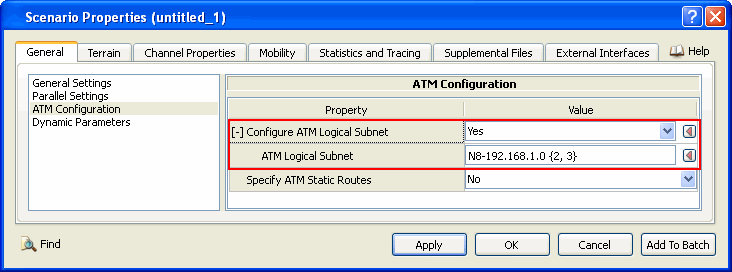 Scenario Properties (untitled_1)
General Terrain Channel Properties Mobility Statistics and Tracing Supplemental Files External Interfaces Help
General Settings
Parallel Settings
ATM Configuration
Dynamic Parameters
ATM Configuration
Property Value
[-] Configure ATM Logical Subnet Yes
ATM Logical Subnet N8-192.168.1.0 {2, 3}
Specify ATM Static Routes No
Find Apply OK Cancel Add To Batch